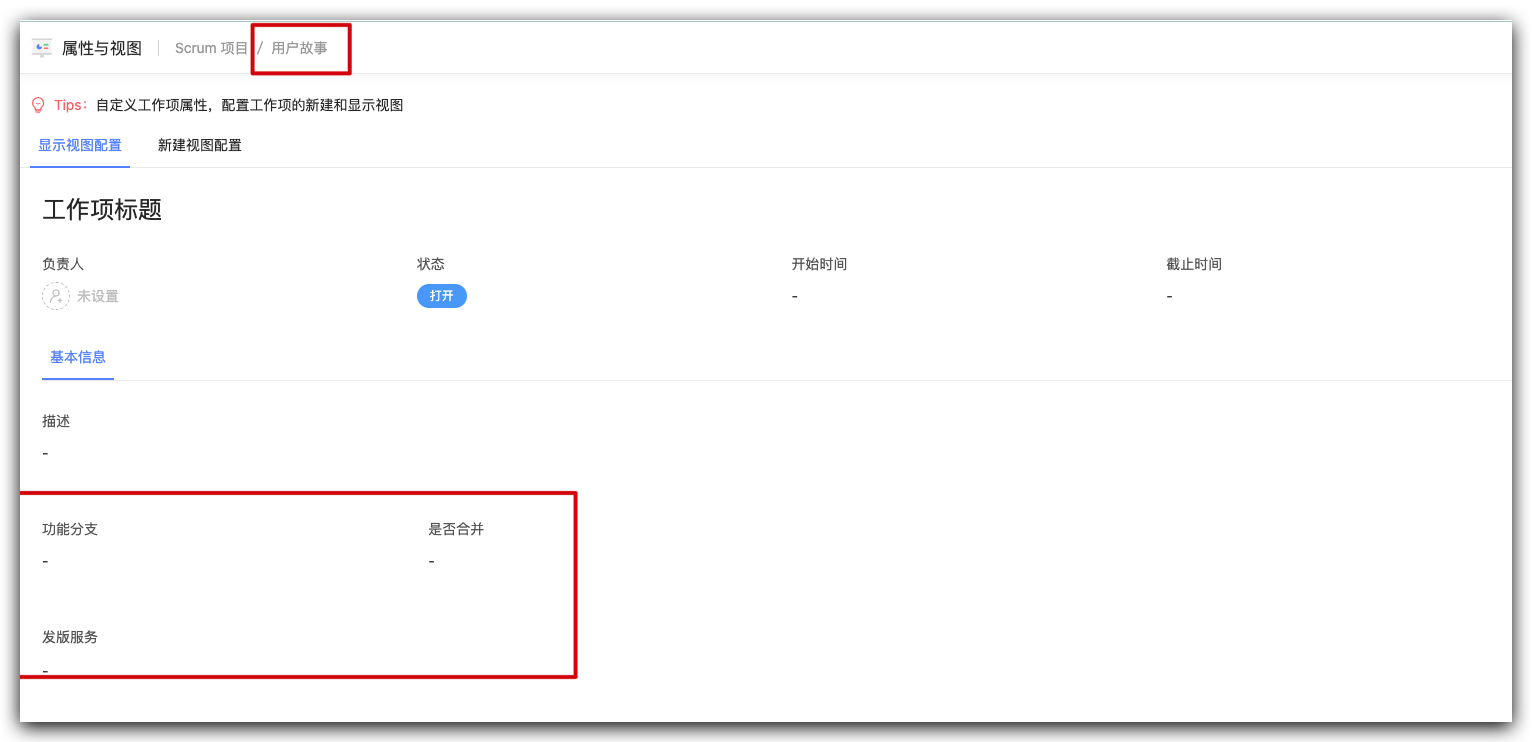 属性与视图 Scrum 项目 / 用户故事
Tips： 自定义工作项属性，配置工作项的新建和显示视图
显示视图配置 新建视图配置
工作项标题
负责人 状态 开始时间 截止时间
未设置 打开 - -
基本信息
描述
-
功能分支 是否合并
- -
发版服务
-